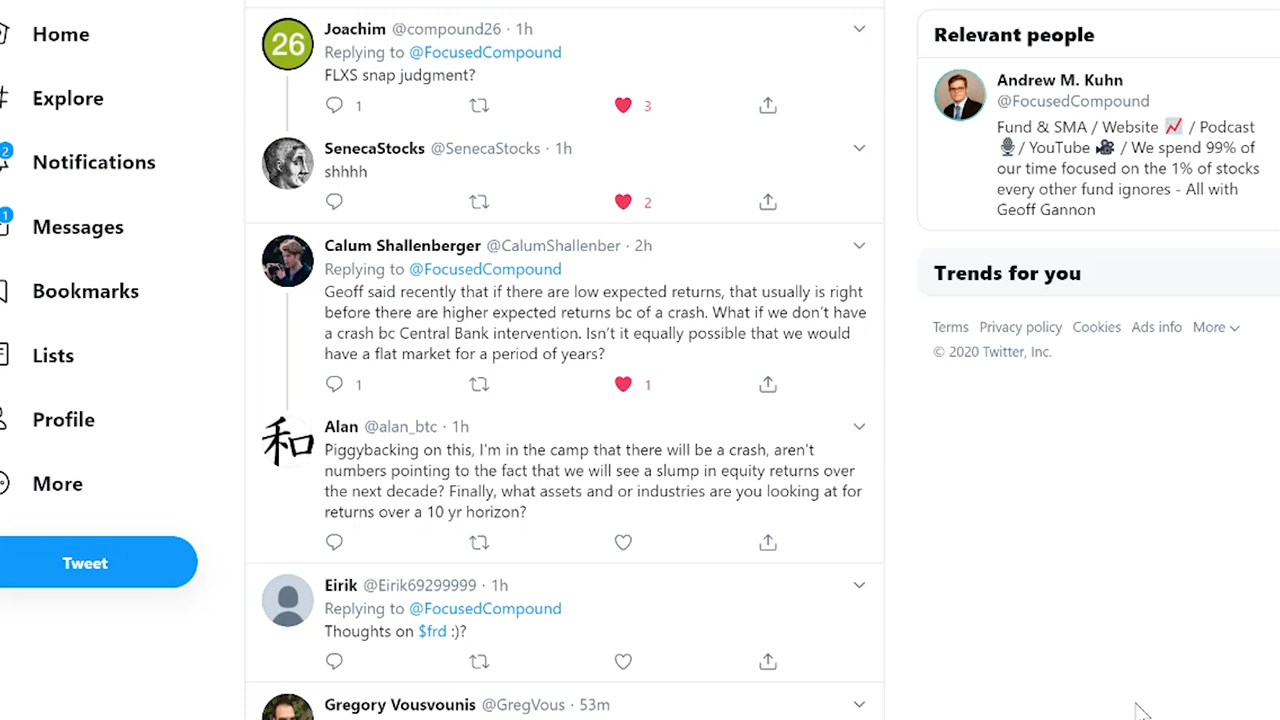 Home
Explore
2
Notifications
1
Messages
Bookmarks
Lists
Profile
More
Tweet
26
Joachim @compound26 · 1h
Replying to @FocusedCompound
FLXS snap judgment?
1 3
SenecaStocks @SenecaStocks · 1h
shhhh
2
Calum Shallenberger @CalumShallenber · 2h
Replying to @FocusedCompound
Geoff said recently that if there are low expected returns, that usually is right
before there are higher expected returns bc of a crash. What if we don't have
a crash bc Central Bank intervention. Isn't it equally possible that we would
have a flat market for a period of years?
1 1
和
Alan @alan_btc · 1h
Piggybacking on this, I'm in the camp that there will be a crash, aren't
numbers pointing to the fact that we will see a slump in equity returns over
the next decade? Finally, what assets and or industries are you looking at for
returns over a 10 yr horizon?
Eirik @Eirik69299999 · 1h
Replying to @FocusedCompound
Thoughts on $frd :)?
Gregory Vousvounis @GregVous · 53m
Relevant people
Andrew M. Kuhn
@FocusedCompound
Fund & SMA / Website 📈 / Podcast
🎙️/ YouTube 🎥 / We spend 99% of
our time focused on the 1% of stocks
every other fund ignores - All with
Geoff Gannon
Trends for you
Terms Privacy policy Cookies Ads info More
© 2020 Twitter, Inc.